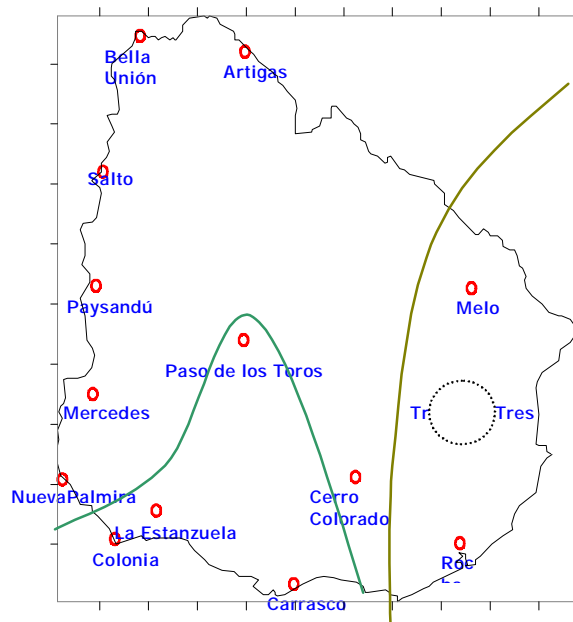 Bella
Unión
Artigas
Salto
Paysandú
Melo
Paso de los Toros
Mercedes
Tr Tres
NuevaPalmira
Cerro
Colorado
La Estanzuela
Colonia
Roc
Carrasco